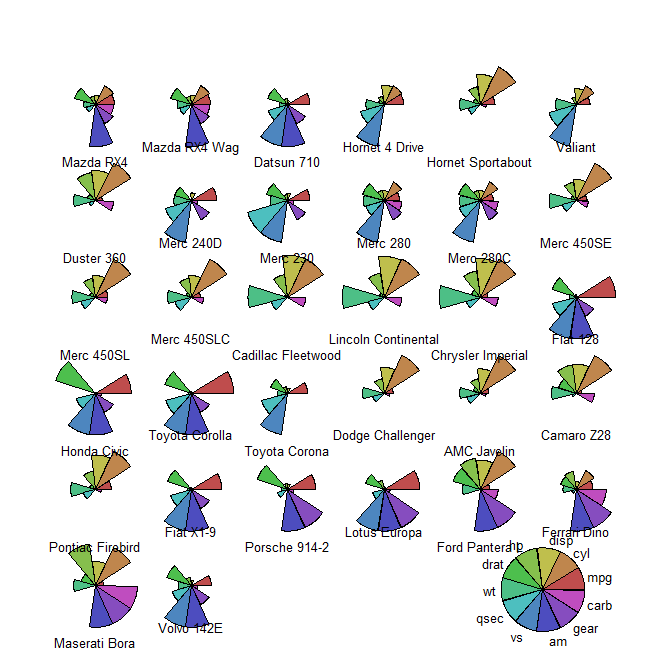 Mazda RX4
Mazda RX4 Wag
Datsun 710
Hornet 4 Drive
Hornet Sportabout
Valiant
Duster 360
Merc 240D
Merc 230
Merc 280
Merc 280C
Merc 450SE
Merc 450SL
Merc 450SLC
Cadillac Fleetwood
Lincoln Continental
Chrysler Imperial
Fiat 128
Honda Civic
Toyota Corolla
Toyota Corona
Dodge Challenger
AMC Javelin
Camaro Z28
Pontiac Firebird
Fiat X1-9
Porsche 914-2
Lotus Europa
Ford Pantera L
Ferrari Dino
Maserati Bora
Volvo 142E
mpg
cyl
disp
hp
drat
wt
qsec
vs
am
gear
carb